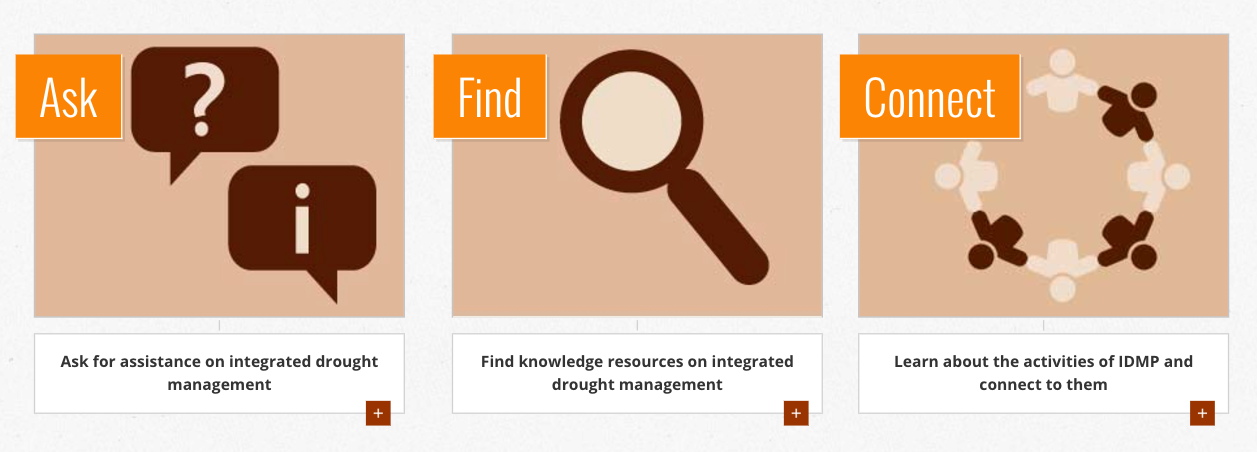 Ask
?
i
Ask for assistance on integrated drought
management
+
Find
Find knowledge resources on integrated
drought management
+
Connect
Learn about the activities of IDMP and
connect to them
+